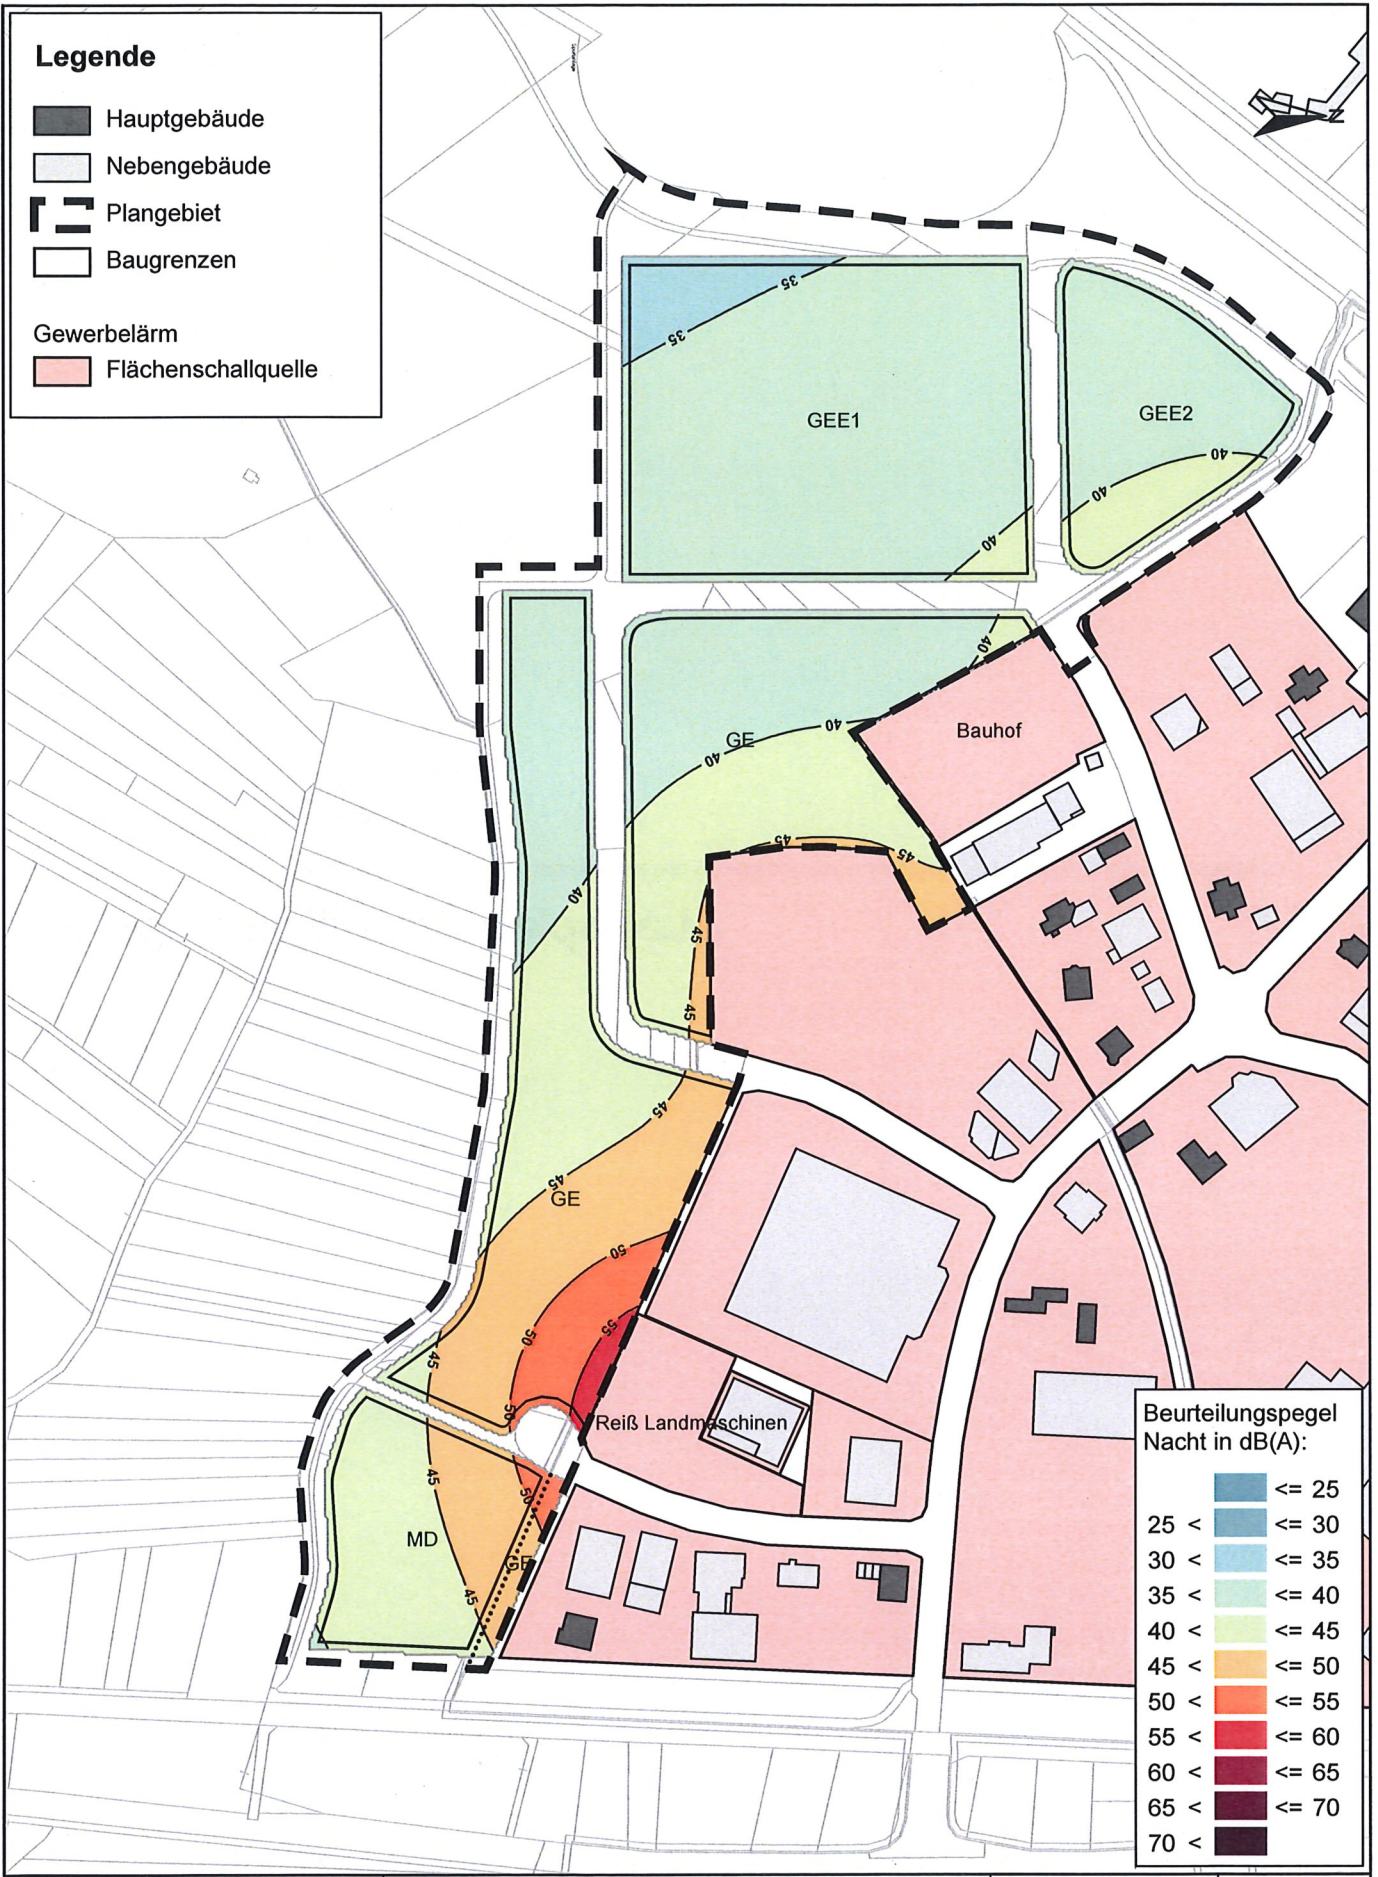 Legende
Hauptgebäude
Nebengebäude
Plangebiet
Baugrenzen
Gewerbelärm
Flächenschallquelle
N
35
35
GEE1
GEE2
40
40
40
40
Bauhof
40
GE
40
45
45
40
45
45
45
45
GE
50
50
55
45
50
Reiß Landmaschinen
45
50
MD
GE
45
Beurteilungspegel
Nacht in dB(A):
<= 25
25 < <= 30
30 < <= 35
35 < <= 40
40 < <= 45
45 < <= 50
50 < <= 55
55 < <= 60
60 < <= 65
65 < <= 70
70 <